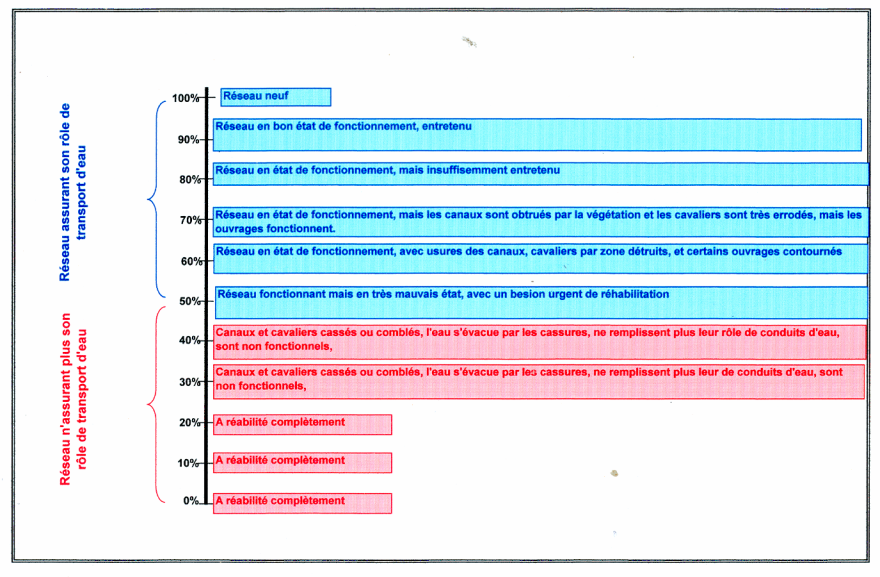 Réseau assurant son rôle de
transport d'eau
100%
Réseau neuf
90%
Réseau en bon état de fonctionnement, entretenu
80%
Réseau en état de fonctionnement, mais insuffisemment entretenu
70%
Réseau en état de fonctionnement, mais les canaux sont obtrués par la végétation et les cavaliers sont très errodés, mais les
ouvrages fonctionnent.
60%
Réseau en état de fonctionnement, avec usures des canaux, cavaliers par zone détruits, et certains ouvrages contournés
50%
Réseau fonctionnant mais en très mauvais état, avec un besion urgent de réhabilitation
Réseau n'assurant plus son
rôle de transport d'eau
40%
Canaux et cavaliers cassés ou comblés, l'eau s'évacue par les cassures, ne remplissent plus leur rôle de conduits d'eau,
sont non fonctionnels,
30%
Canaux et cavaliers cassés ou comblés, l'eau s'évacue par les cassures, ne remplissent plus leur de conduits d'eau, sont
non fonctionnels,
20%
A réabilité complètement
10%
A réabilité complètement
0%
A réabilité complètement